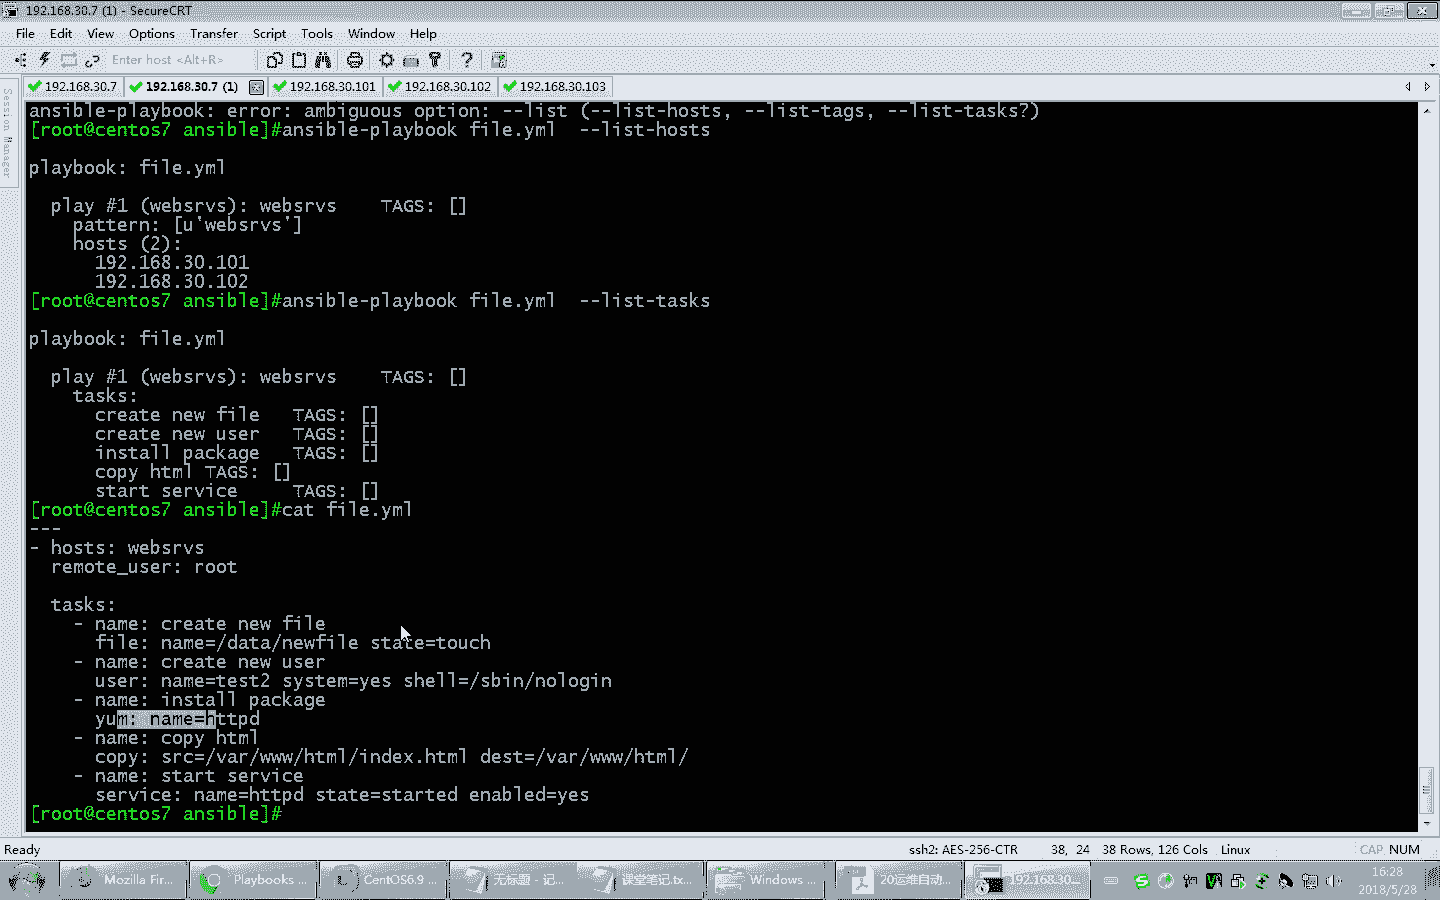 192.168.30.7 (1) - SecureCRT
File Edit View Options Transfer Script Tools Window Help
Enter host <Alt+R>
192.168.30.7 192.168.30.7 (1) 192.168.30.101 192.168.30.102 192.168.30.103
Session Manager
ansible-playbook: error: ambiguous option: --list (--list-hosts, --list-tags, --list-tasks?)
[root@centos7 ansible]#ansible-playbook file.yml  --list-hosts
playbook: file.yml
play #1 (websrvs): websrvs    TAGS: []
pattern: [u'websrvs']
hosts (2):
192.168.30.101
192.168.30.102
[root@centos7 ansible]#ansible-playbook file.yml  --list-tasks
playbook: file.yml
play #1 (websrvs): websrvs    TAGS: []
tasks:
create new file   TAGS: []
create new user   TAGS: []
install package   TAGS: []
copy html TAGS: []
start service     TAGS: []
[root@centos7 ansible]#cat file.yml
---
- hosts: websrvs
remote_user: root
tasks:
- name: create new file
file: name=/data/newfile state=touch
- name: create new user
user: name=test2 system=yes shell=/sbin/nologin
- name: install package
yum: name=httpd
- name: copy html
copy: src=/var/www/html/index.html dest=/var/www/html/
- name: start service
service: name=httpd state=started enabled=yes
[root@centos7 ansible]#
Ready ssh2: AES-256-CTR 38, 24 38 Rows, 126 Cols Linux CAP NUM
Mozilla Fir... Playbooks ... CentOS6.9 ... 无标题 - 记... 课堂笔记.tx... Windows ... 20运维自动... 192.168.30... 16:28
2018/5/28